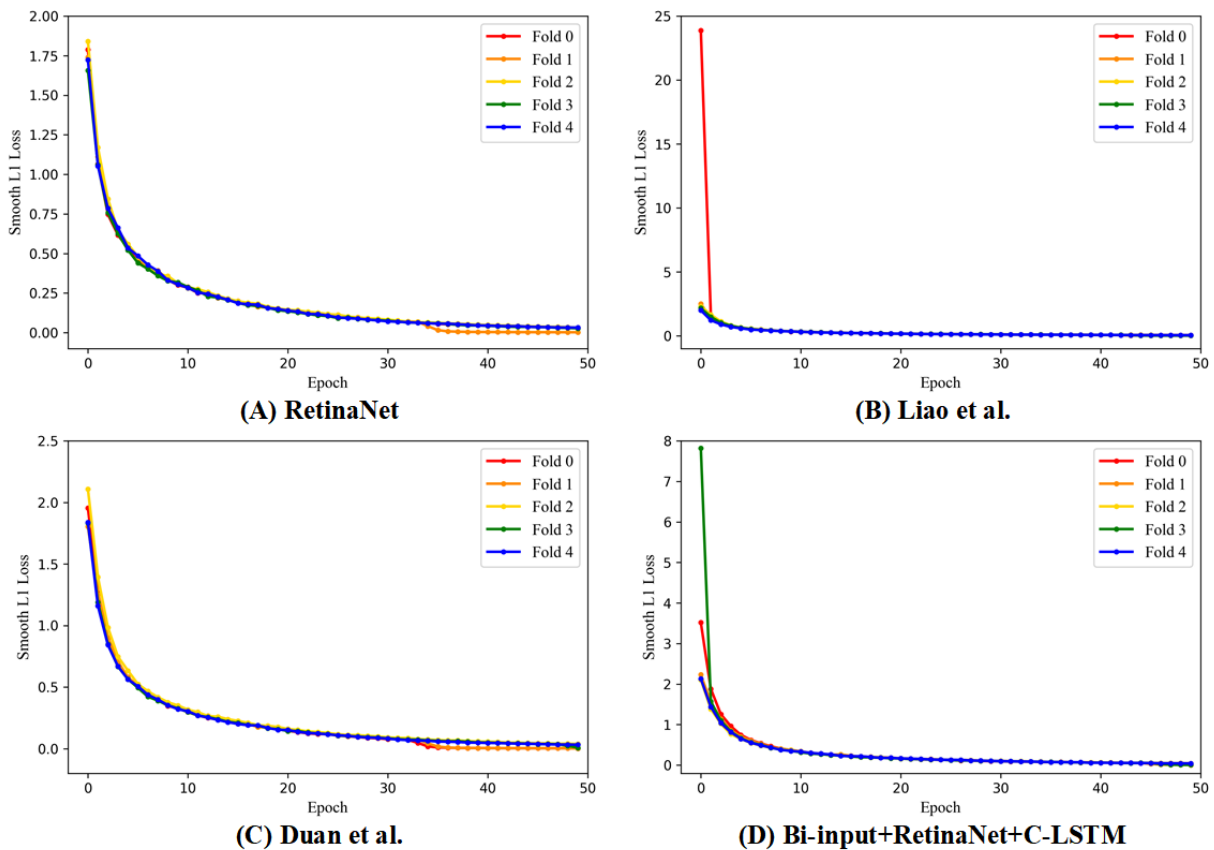 2.00
1.75
1.50
1.25
1.00
0.75
0.50
0.25
0.00
Smooth L1 Loss
0 10 20 30 40 50
Epoch
Fold 0
Fold 1
Fold 2
Fold 3
Fold 4
(A) RetinaNet
25
20
15
10
5
0
Smooth L1 Loss
0 10 20 30 40 50
Epoch
Fold 0
Fold 1
Fold 2
Fold 3
Fold 4
(B) Liao et al.
2.5
2.0
1.5
1.0
0.5
0.0
Smooth L1 Loss
0 10 20 30 40 50
Epoch
Fold 0
Fold 1
Fold 2
Fold 3
Fold 4
(C) Duan et al.
8
7
6
5
4
3
2
1
0
Smooth L1 Loss
0 10 20 30 40 50
Epoch
Fold 0
Fold 1
Fold 2
Fold 3
Fold 4
(D) Bi-input+RetinaNet+C-LSTM